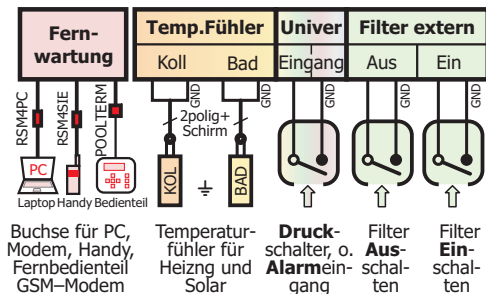 Fern-
wartung
Temp.Fühler
Univer
Filter extern
Koll
Bad
Eingang
Aus
Ein
GND
GND
GND
GND
GND
RSM4PC
RSM4SIE
POOLTERM
2polig+
Schirm
PC
KOL
BAD
Laptop Handy Bedienteil
Buchse für PC,
Modem, Handy,
Fernbedienteil
GSM–Modem
Temperatur-
fühler für
Heizng und
Solar
Druck-
schalter, o.
Alarmein-
gang
Filter
Aus-
schal-
ten
Filter
Ein-
schal-
ten